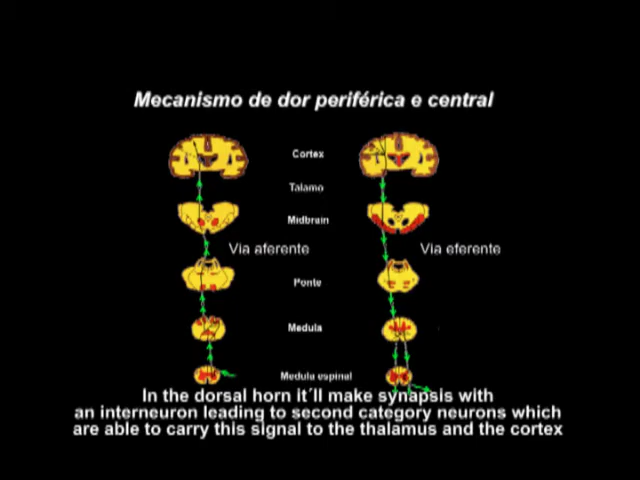 Mecanismo de dor periférica e central
Cortex
Talamo
Midbrain
Via aferente
Via eferente
Ponte
Medula
Medula espinal
In the dorsal horn it´ll make synapsis with
an interneuron leading to second category neurons which
are able to carry this signal to the thalamus and the cortex